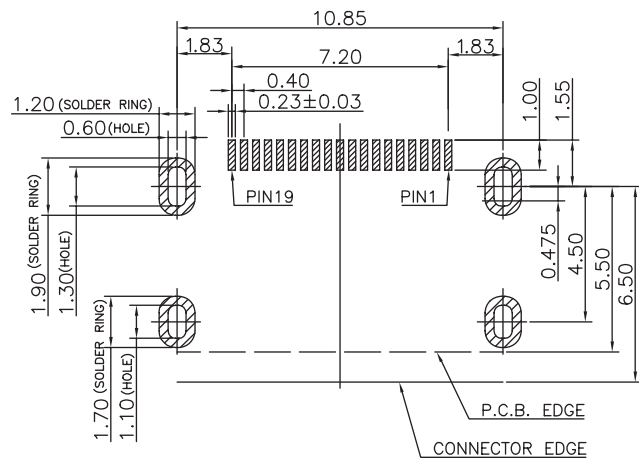 10.85
1.83
1.83
7.20
0.40
1.20 (SOLDER RING)
0.23±0.03
0.60 (HOLE)
1.00
1.55
PIN19
PIN1
1.90 (SOLDER RING)
1.30 (HOLE)
0.475
4.50
5.50
6.50
1.70 (SOLDER RING)
1.10 (HOLE)
P.C.B. EDGE
CONNECTOR EDGE